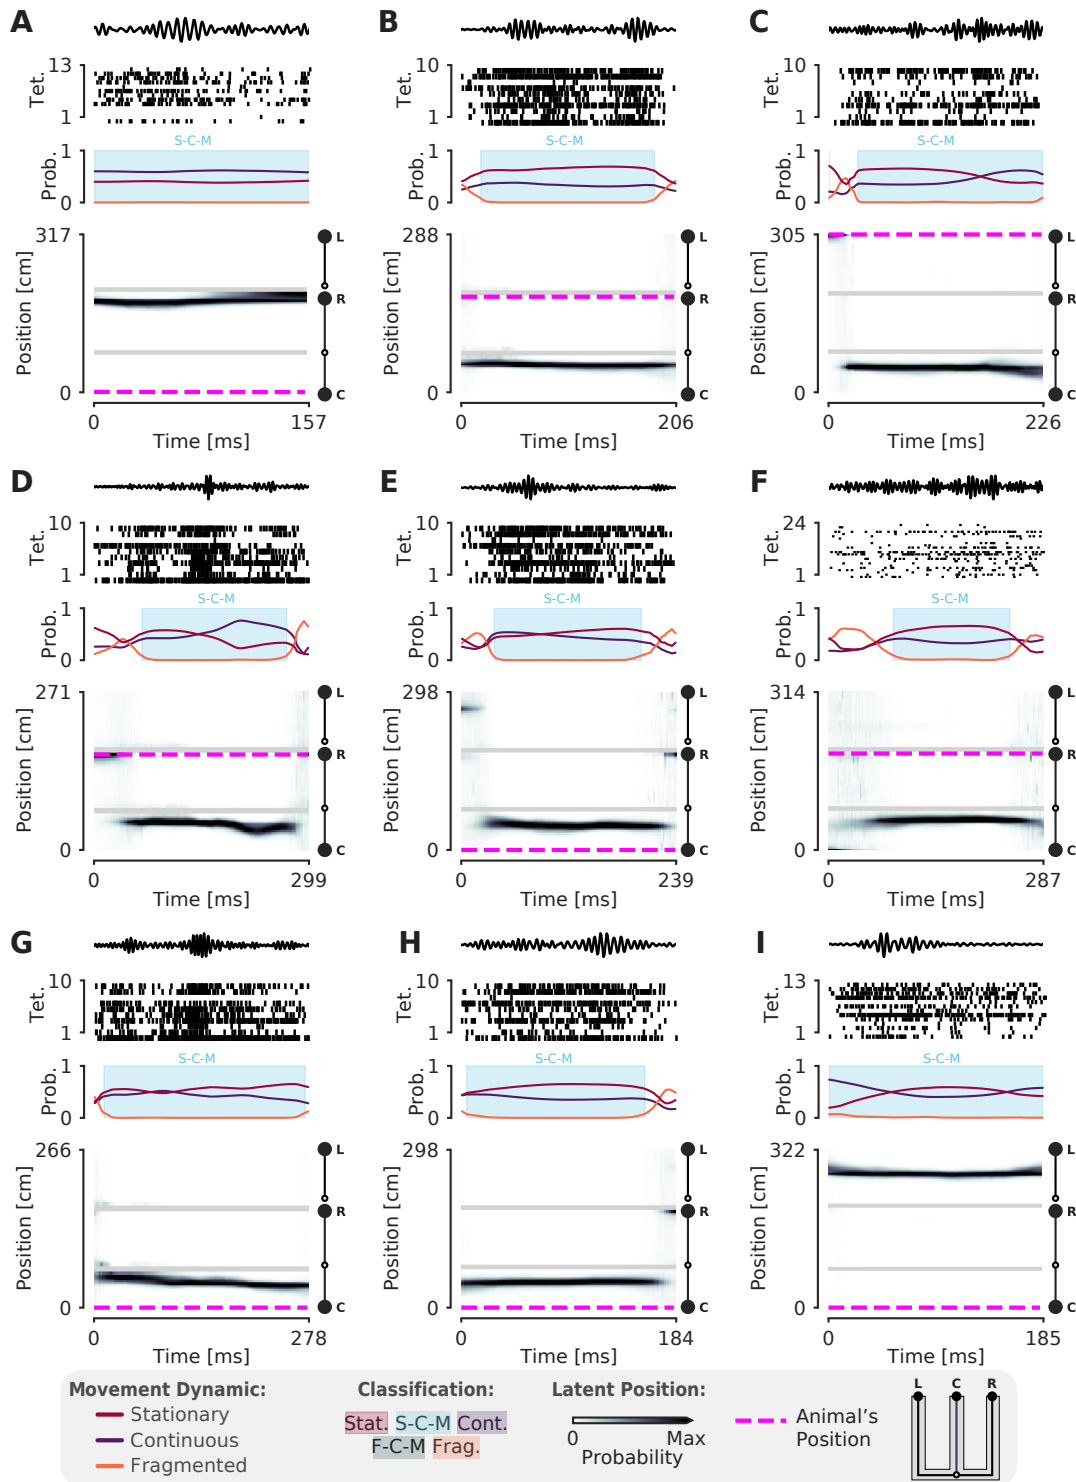 A
13
Tet.
1
S-C-M
1
Prob.
0
317
Position [cm]
0
L
R
C
0
157
Time [ms]
B
10
Tet.
1
S-C-M
1
Prob.
0
288
Position [cm]
0
L
R
C
0
206
Time [ms]
C
10
Tet.
1
S-C-M
1
Prob.
0
305
Position [cm]
0
L
R
C
0
226
Time [ms]
D
10
Tet.
1
S-C-M
1
Prob.
0
271
Position [cm]
0
L
R
C
0
299
Time [ms]
E
10
Tet.
1
S-C-M
1
Prob.
0
298
Position [cm]
0
L
R
C
0
239
Time [ms]
F
24
Tet.
1
S-C-M
1
Prob.
0
314
Position [cm]
0
L
R
C
0
287
Time [ms]
G
10
Tet.
1
S-C-M
1
Prob.
0
266
Position [cm]
0
L
R
C
0
278
Time [ms]
H
10
Tet.
1
S-C-M
1
Prob.
0
298
Position [cm]
0
L
R
C
0
184
Time [ms]
I
13
Tet.
1
S-C-M
1
Prob.
0
322
Position [cm]
0
L
R
C
0
185
Time [ms]
Movement Dynamic:
Stationary
Continuous
Fragmented
Classification:
Stat. S-C-M Cont.
F-C-M Frag.
Latent Position:
0 Max
Probability
Animal's
Position
L C R